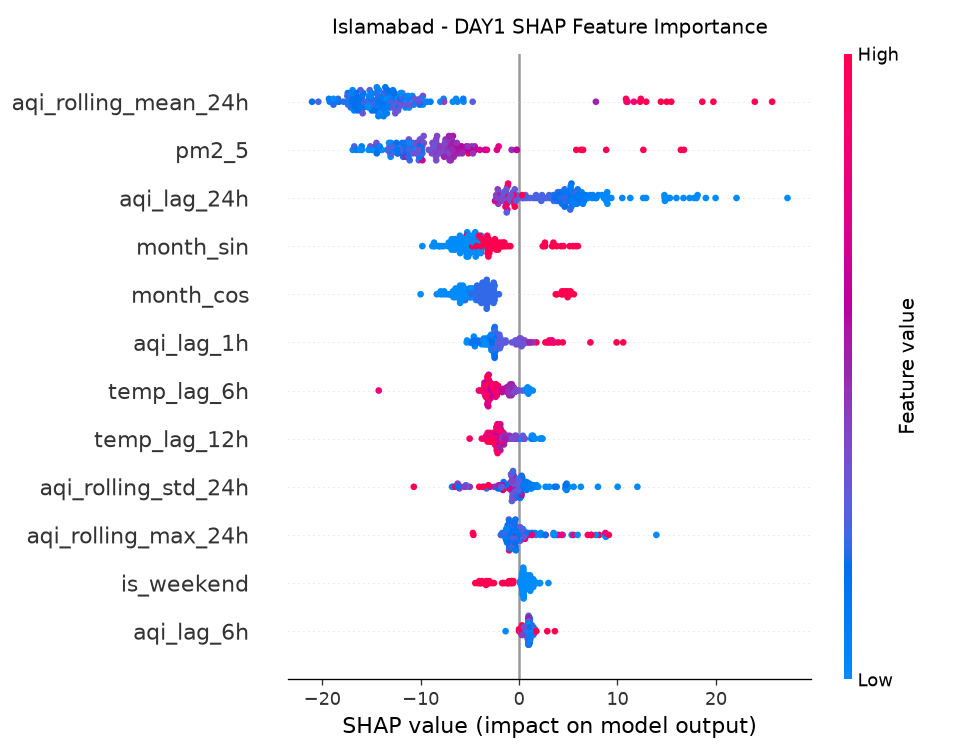 Islamabad - DAY1 SHAP Feature Importance
High
aqi_rolling_mean_24h
pm2_5
aqi_lag_24h
month_sin
month_cos
aqi_lag_1h
temp_lag_6h
temp_lag_12h
aqi_rolling_std_24h
aqi_rolling_max_24h
is_weekend
aqi_lag_6h
Feature value
Low
−20 −10 0 10 20
SHAP value (impact on model output)